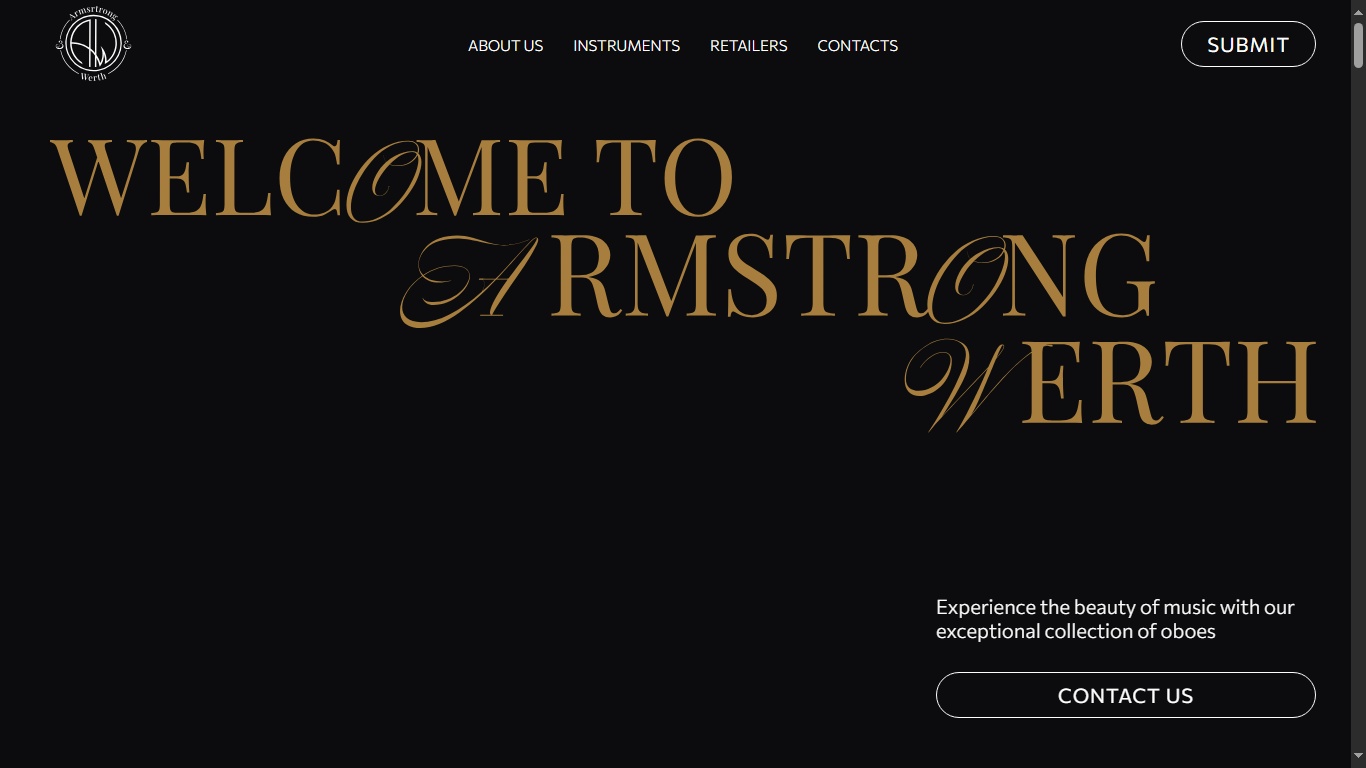 Armsrtrong
Werth
ABOUT US
INSTRUMENTS
RETAILERS
CONTACTS
SUBMIT
WELCOME TO
ARMSTRONG
WERTH
Experience the beauty of music with our
exceptional collection of oboes
CONTACT US